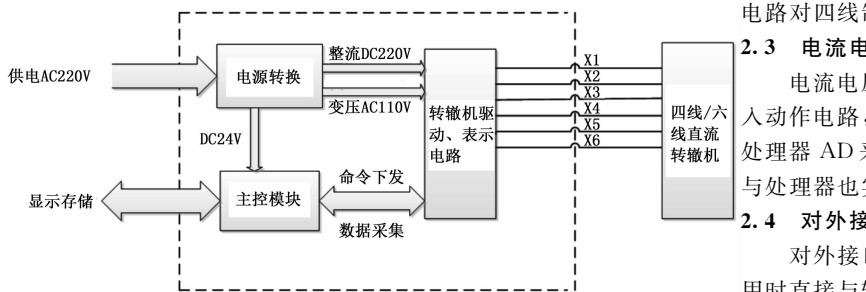 供电AC220V
电源转换
整流DC220V
变压AC110V
DC24V
显示存储
主控模块
命令下发
数据采集
转辙机驱
动、表示
电路
X1
X2
X3
X4
X5
X6
四线/六
线直流
转辙机
电路对四线制
2.3 电流电
电流电压
入动作电路，
处理器 AD
与处理器也
2.4 对外接
对外接
用时直接与